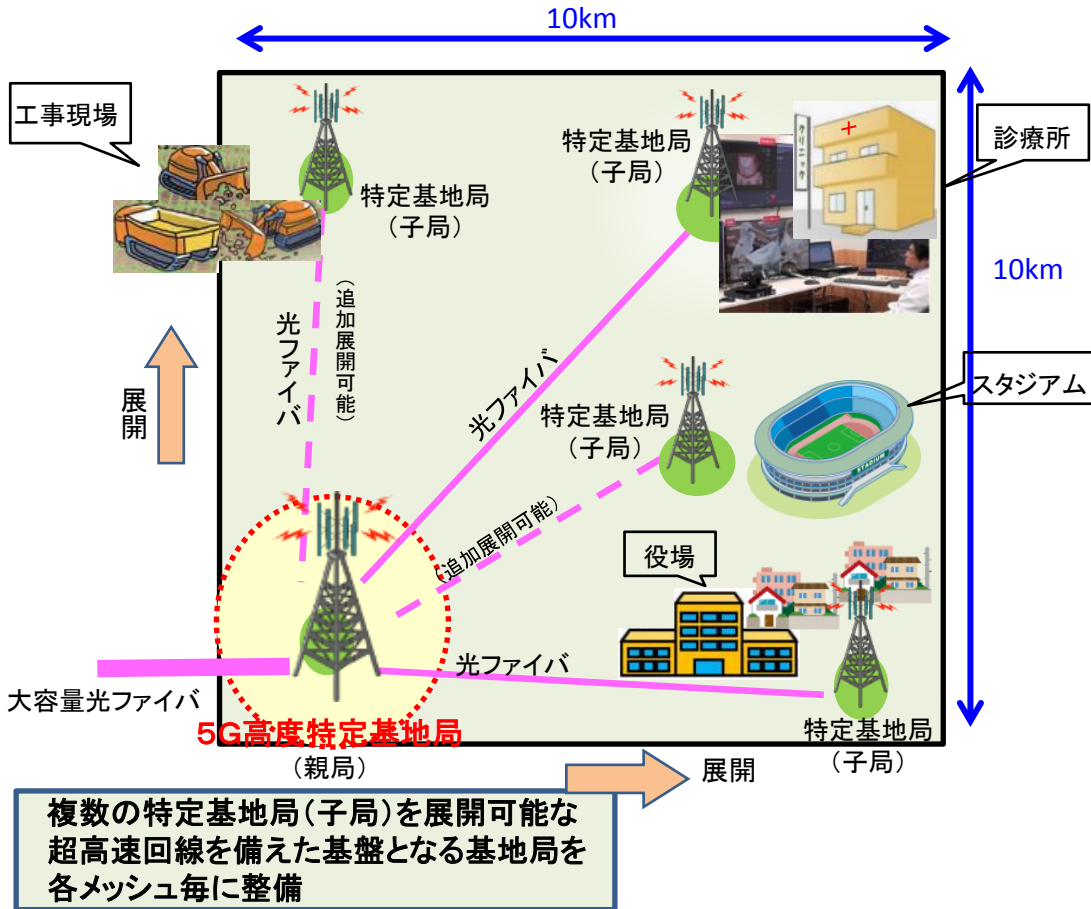 10km
工事現場
特定基地局
(子局)
特定基地局
(子局)
クリニック
診療所
10km
光ファイバ
(追加展開可能)
展開
光ファイバ
特定基地局
(子局)
スタジアム
STADIUM
(追加展開可能)
役場
光ファイバ
大容量光ファイバ
5G高度特定基地局
(親局)
特定基地局
(子局)
展開
複数の特定基地局(子局)を展開可能な
超高速回線を備えた基盤となる基地局を
各メッシュ毎に整備